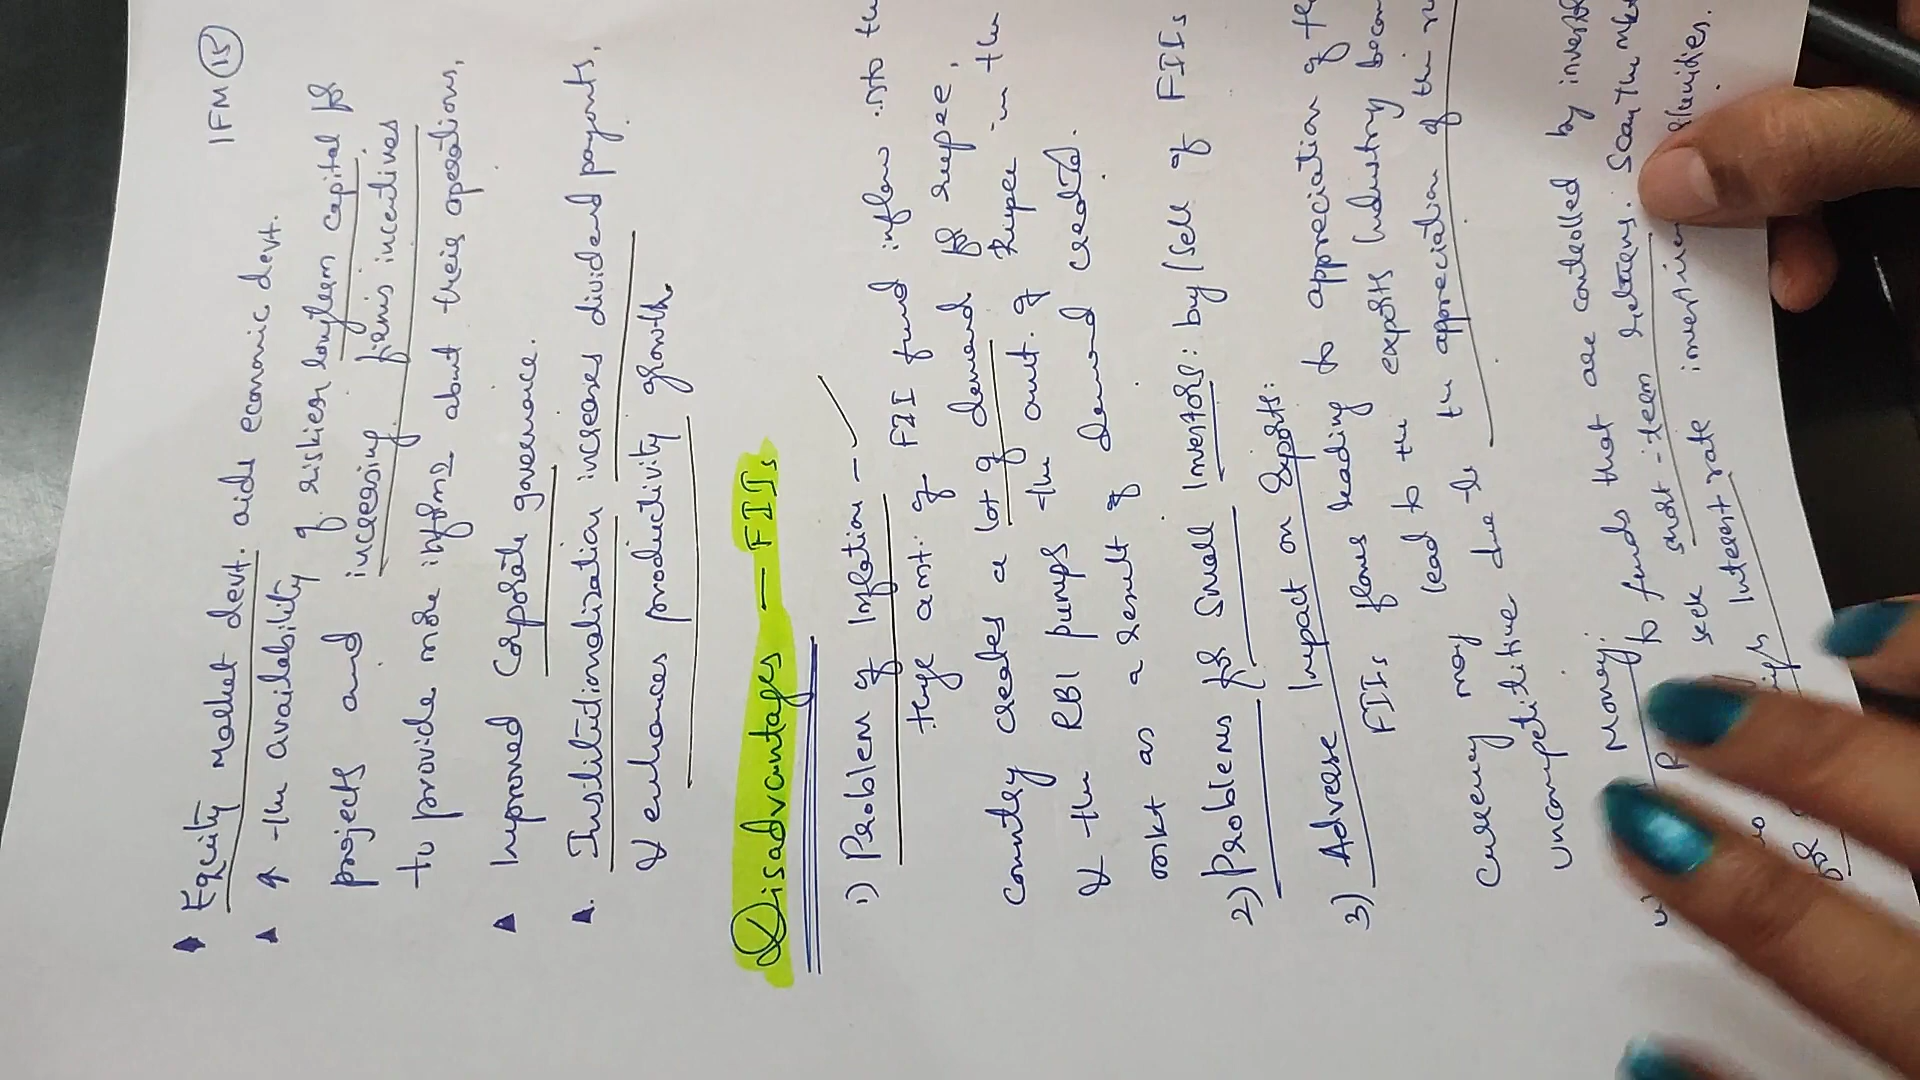 IFM 15
Equity market devt. aids economic devt.
↑ the availability of riskier longterm capital for
projects and increasing firms incentives
to provide more infrmn about their operations,
Improved Corporate governance.
Institutionalization increases dividend payouts,
& enhances productivity growth.
Disadvantages — FIIs
1) Problem of Inflation —
Huge amt. of FII fund inflow into the
Country creates a lot of demand for rupee,
& the RBI pumps the amt. of Rupee in the
mkt as a result of demand created.
2) Problems for Small Investors: by/Sell of FIIs
3) Adverse Impact on Exports:
FIIs flows leading to appreciation of
Currency may lead to the exports Industry
uncompetitive due to the appreciation of the
Money:
to funds that are controlled by
seek short-term returns. Scan the mkt
Interest rate